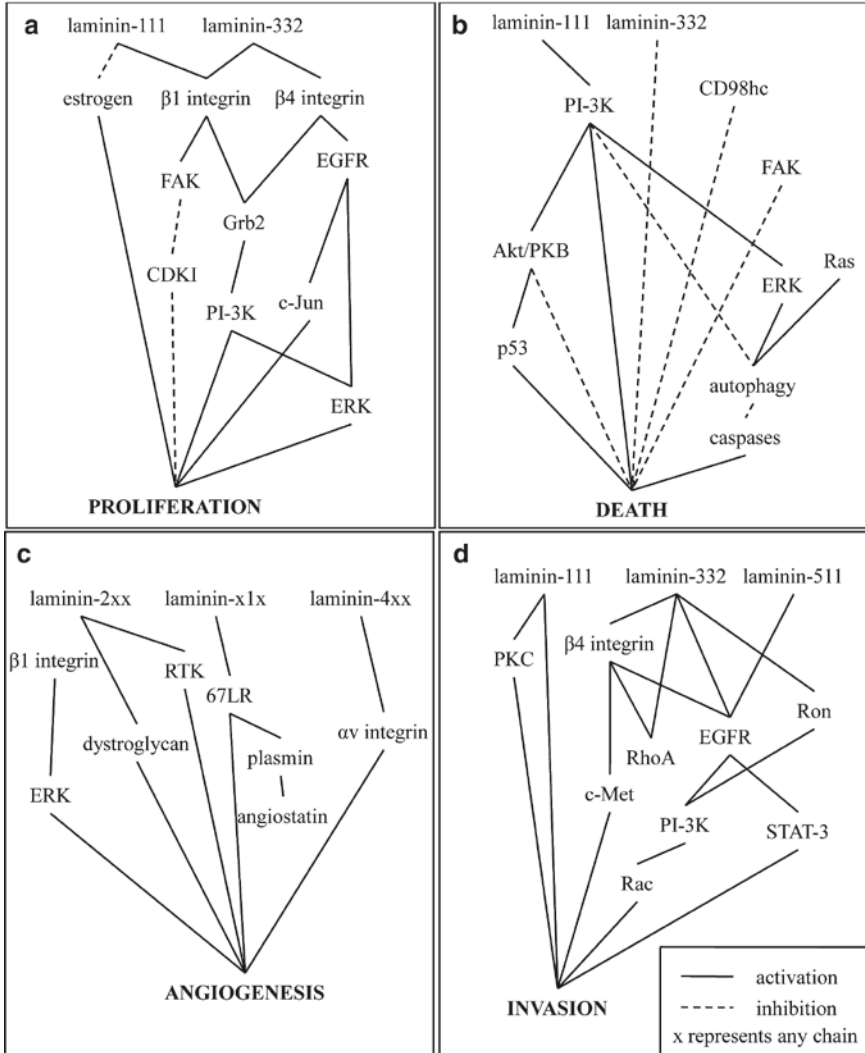 a
laminin-111 laminin-332
estrogen β1 integrin β4 integrin
EGFR
FAK
Grb2
CDKI
PI-3K c-Jun
ERK
PROLIFERATION
b
laminin-111 laminin-332
PI-3K CD98hc
FAK
Akt/PKB ERK Ras
p53
autophagy
caspases
DEATH
c
laminin-2xx laminin-x1x laminin-4xx
β1 integrin RTK
67LR
dystroglycan plasmin αv integrin
ERK angiostatin
ANGIOGENESIS
d
laminin-111 laminin-332 laminin-511
PKC β4 integrin
RhoA EGFR Ron
c-Met
PI-3K STAT-3
Rac
INVASION
activation
inhibition
x represents any chain